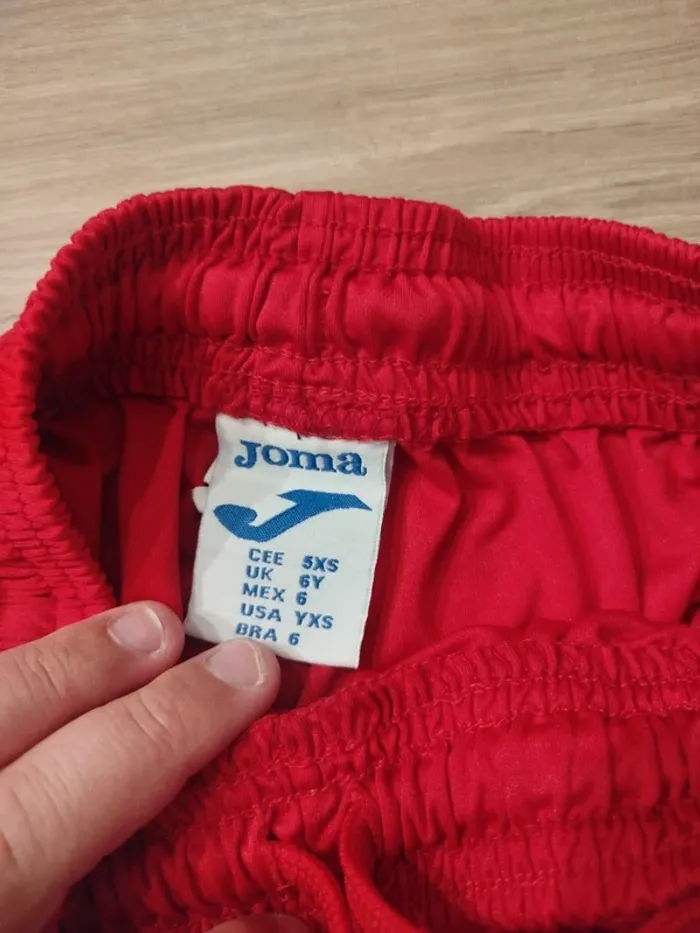 Joma
CEE 5XS
UK 6Y
MEX 6
USA YXS
BRA 6